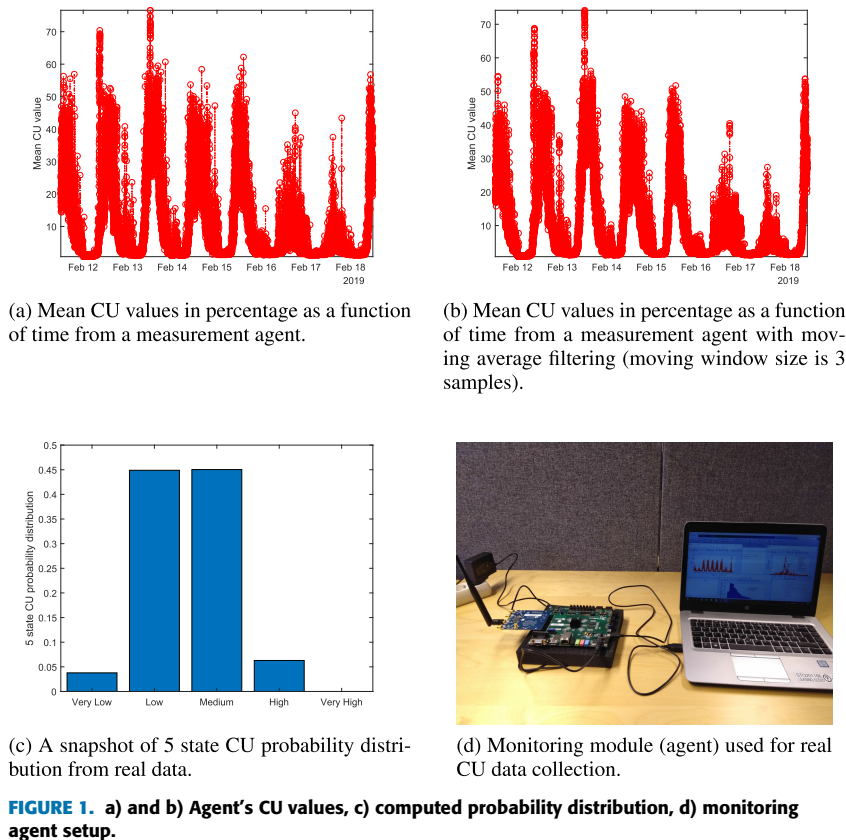 70
60
50
40
30
20
10
Mean CU value
Feb 12 Feb 13 Feb 14 Feb 15 Feb 16 Feb 17 Feb 18
2019
(a) Mean CU values in percentage as a function
of time from a measurement agent.
70
60
50
40
30
20
10
Mean CU value
Feb 12 Feb 13 Feb 14 Feb 15 Feb 16 Feb 17 Feb 18
2019
(b) Mean CU values in percentage as a function
of time from a measurement agent with mov-
ing average filtering (moving window size is 3
samples).
0.5
0.45
0.4
0.35
0.3
0.25
0.2
0.15
0.1
0.05
0
5 state CU probability distribution
Very Low Low Medium High Very High
(c) A snapshot of 5 state CU probability distri-
bution from real data.
(d) Monitoring module (agent) used for real
CU data collection.
FIGURE 1. a) and b) Agent's CU values, c) computed probability distribution, d) monitoring
agent setup.